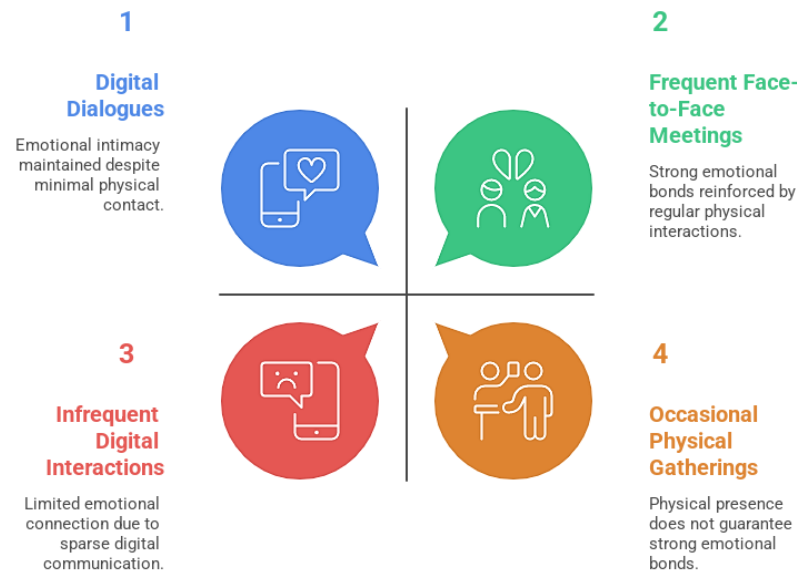 1
Digital
Dialogues
Emotional intimacy
maintained despite
minimal physical
contact.
2
Frequent Face-
to-Face
Meetings
Strong emotional
bonds reinforced by
regular physical
interactions.
3
Infrequent
Digital
Interactions
Limited emotional
connection due to
sparse digital
communication.
4
Occasional
Physical
Gatherings
Physical presence
does not guarantee
strong emotional
bonds.